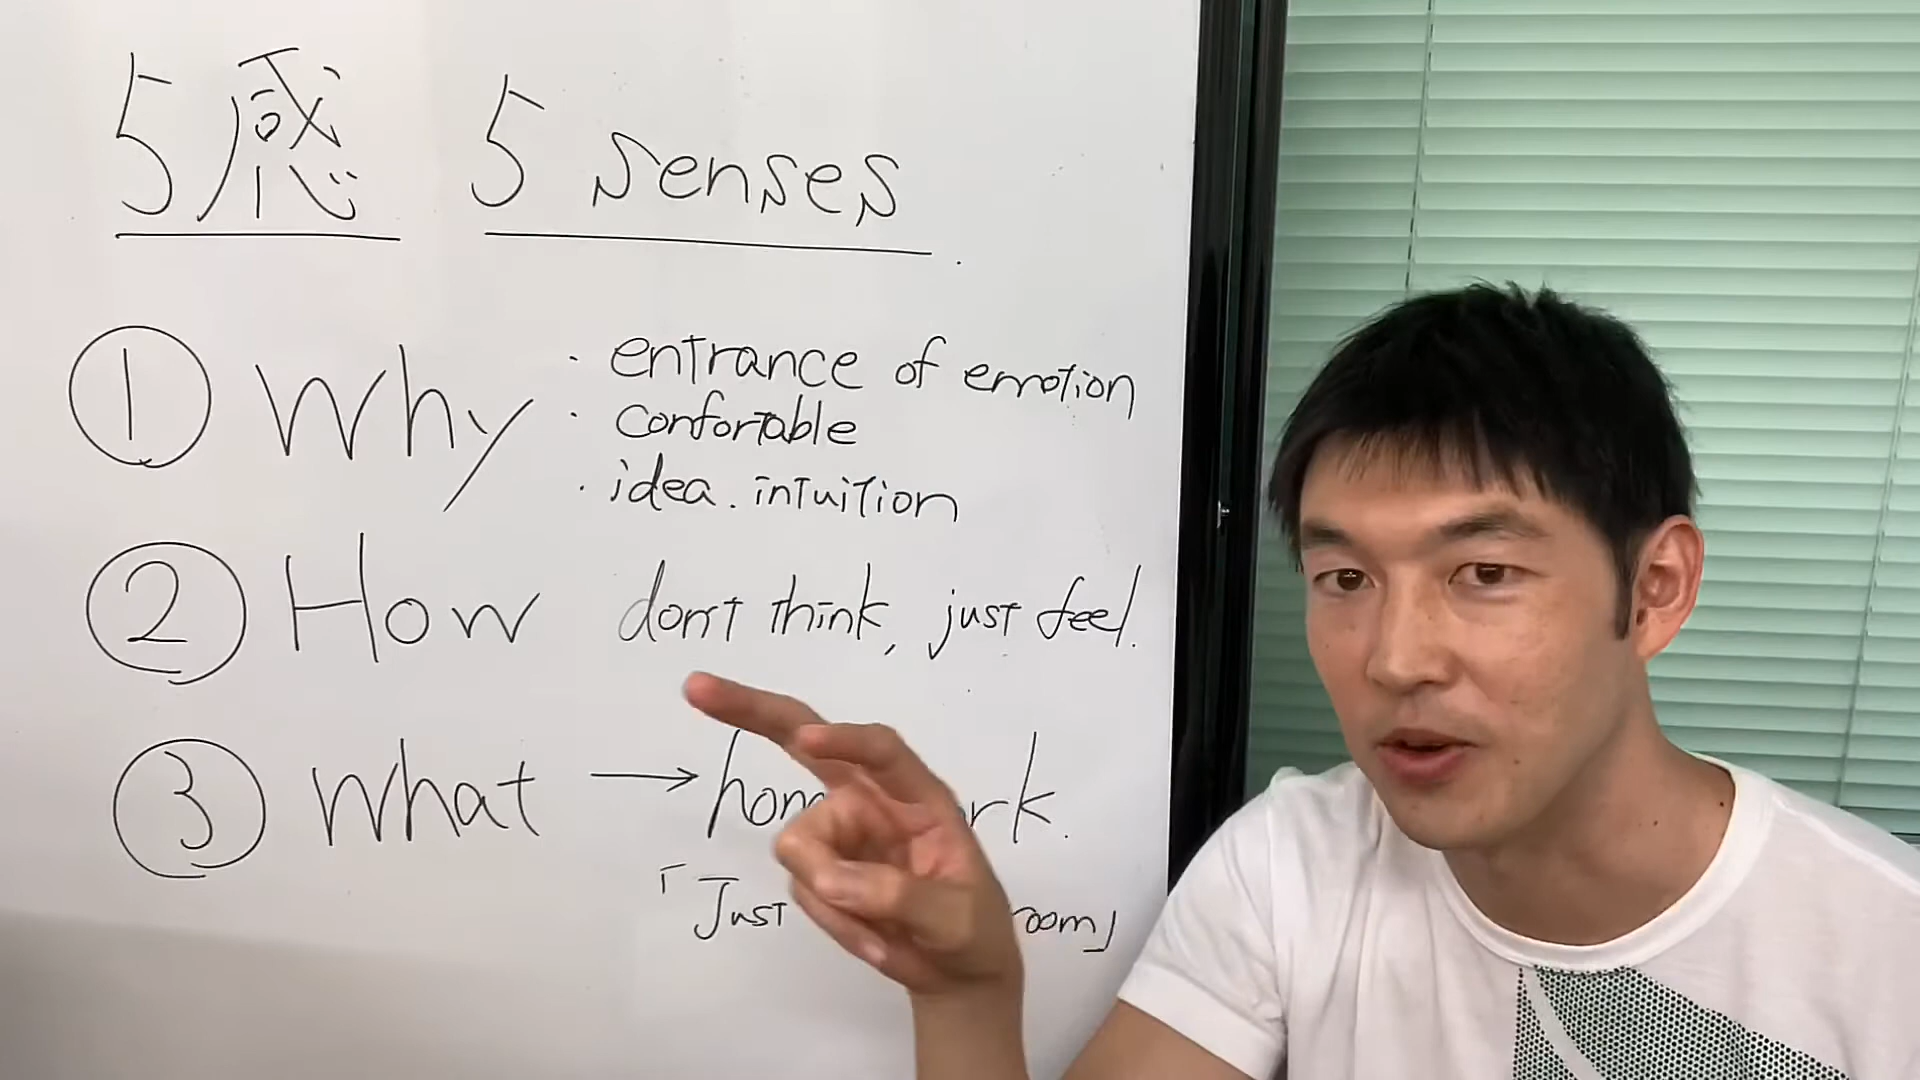 5感 5 senses
① Why
・entrance of emotion
・confortable
・idea. intuition
② How don't think, just feel.
③ What →
「Just room」